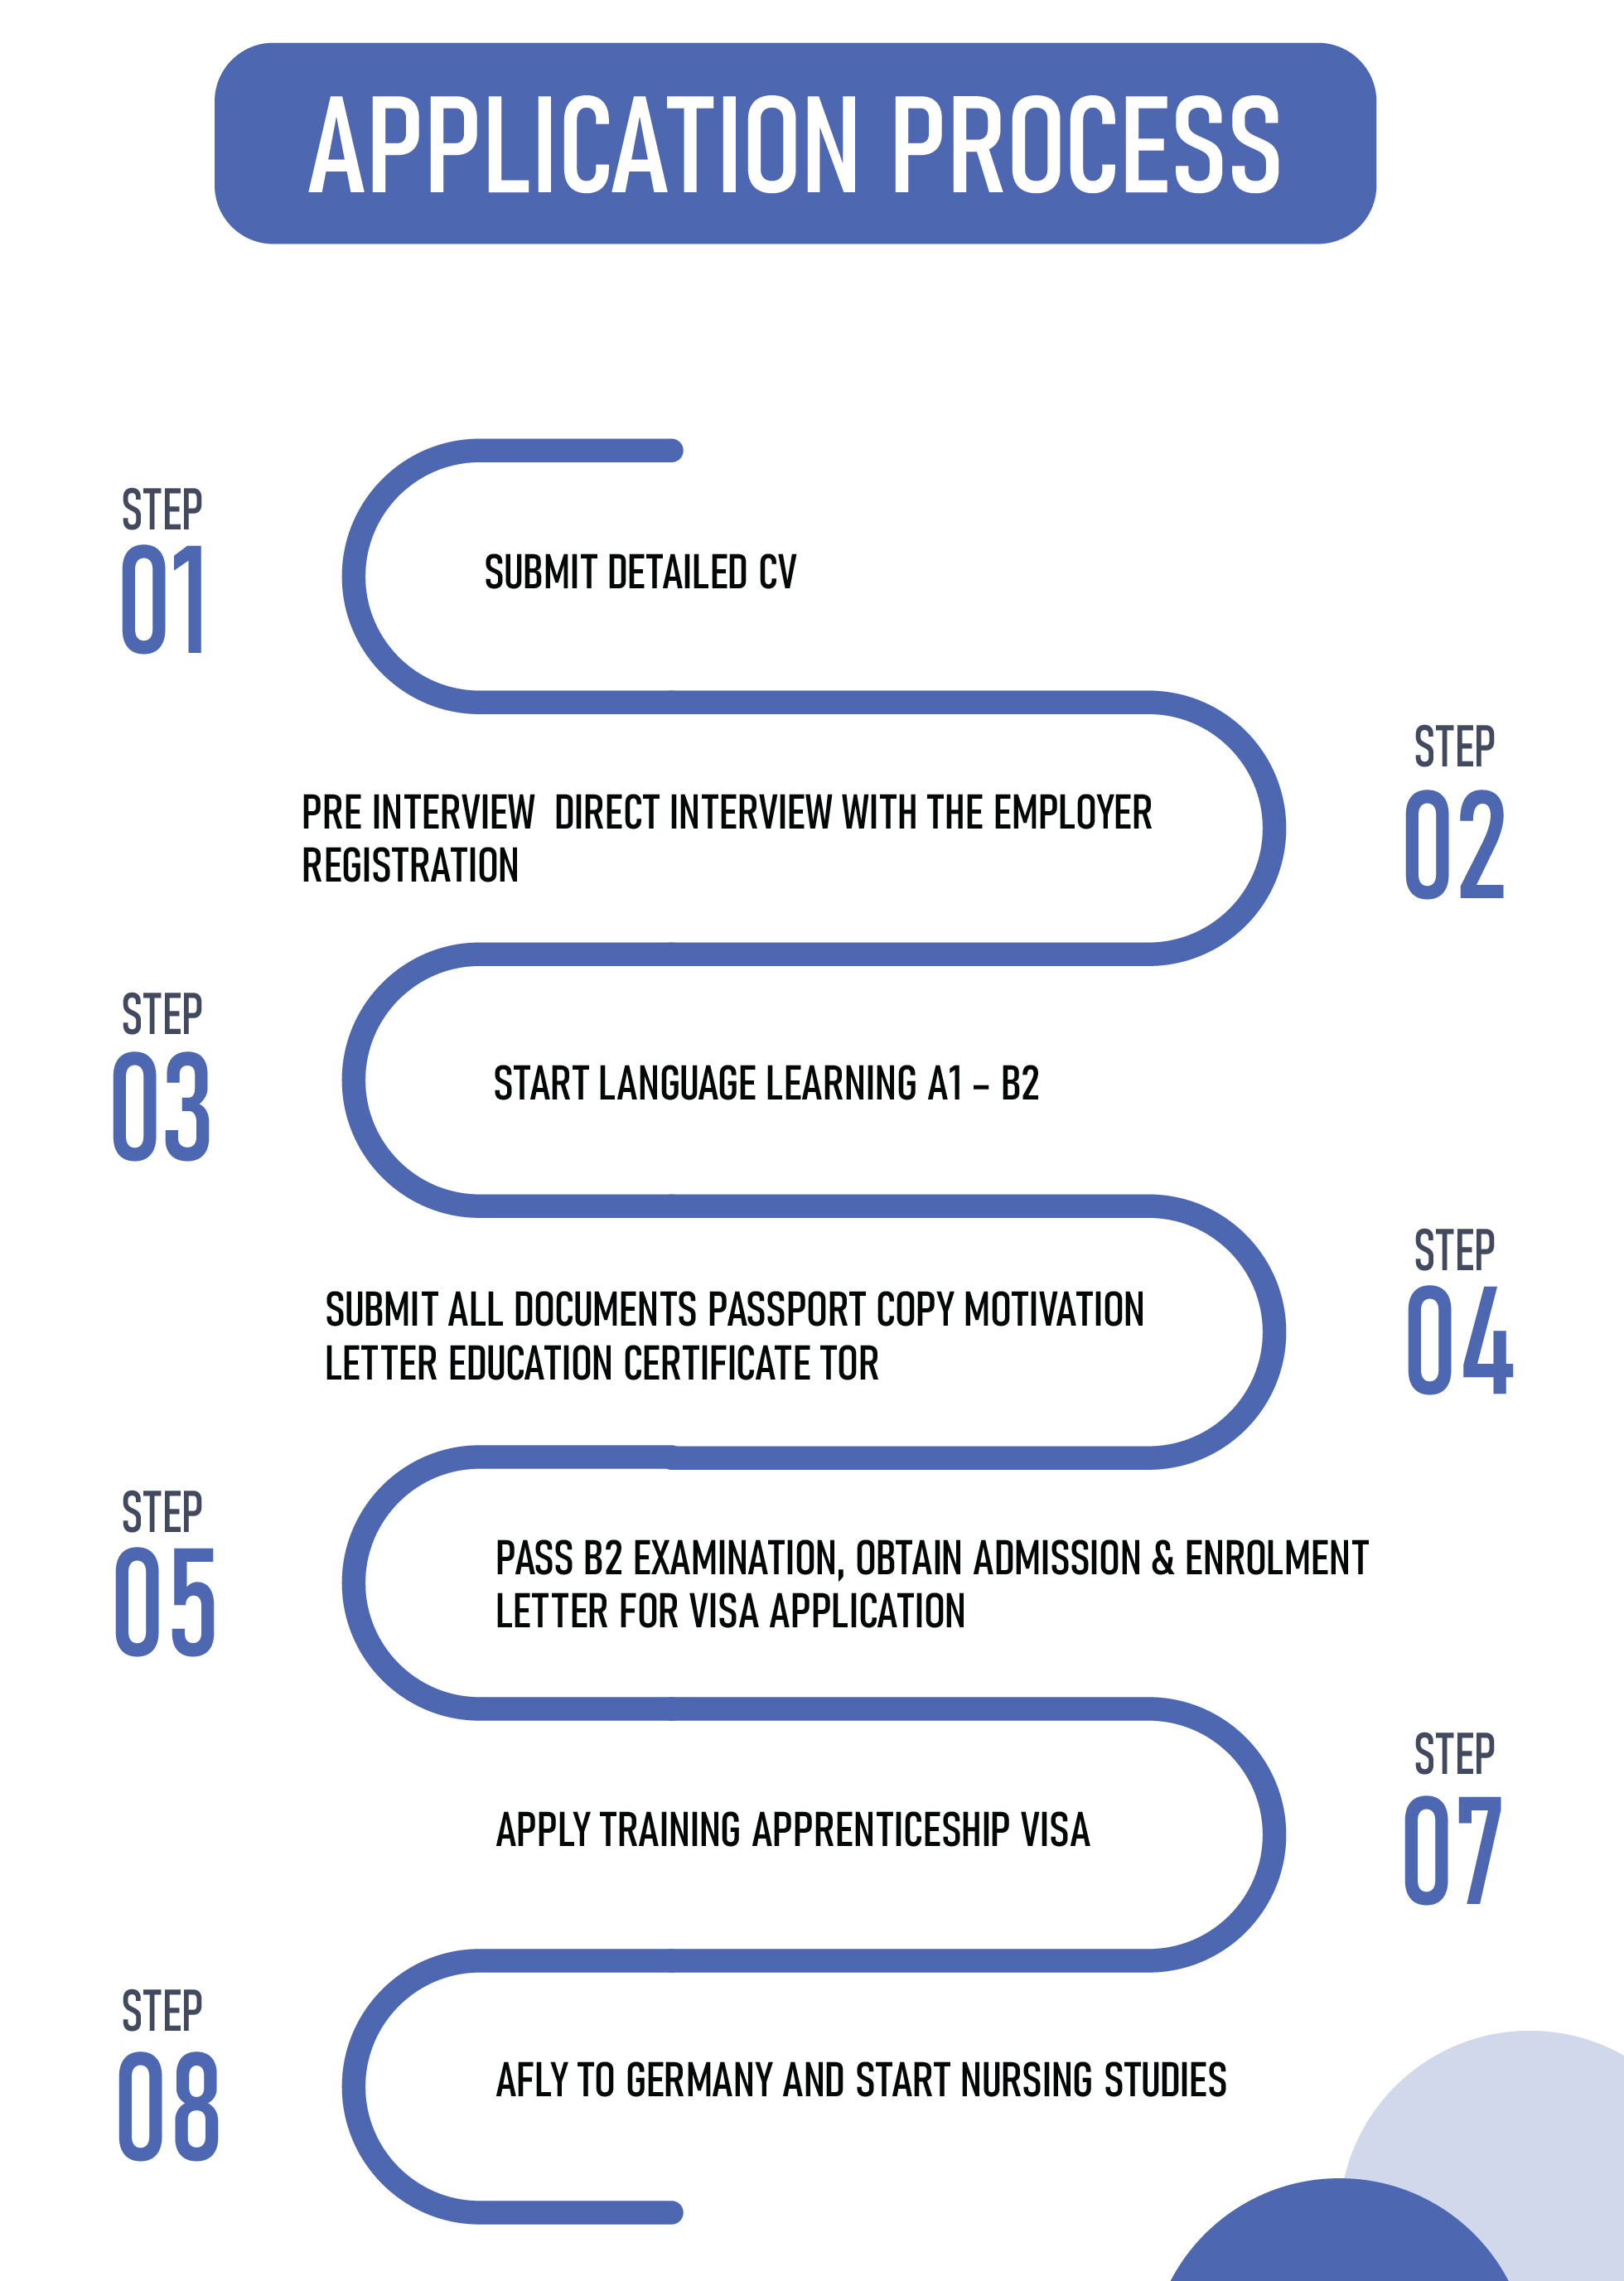 APPLICATION PROCESS
STEP
01
SUBMIT DETAILED CV
STEP
02
PRE INTERVIEW  DIRECT INTERVIEW WITH THE EMPLOYER
REGISTRATION
STEP
03
START LANGUAGE LEARNING A1 – B2
STEP
04
SUBMIT ALL DOCUMENTS PASSPORT COPY MOTIVATION
LETTER EDUCATION CERTIFICATE TOR
STEP
05
PASS B2 EXAMINATION, OBTAIN ADMISSION & ENROLMENT
LETTER FOR VISA APPLICATION
STEP
07
APPLY TRAINING APPRENTICESHIP VISA
STEP
08
AFLY TO GERMANY AND START NURSING STUDIES